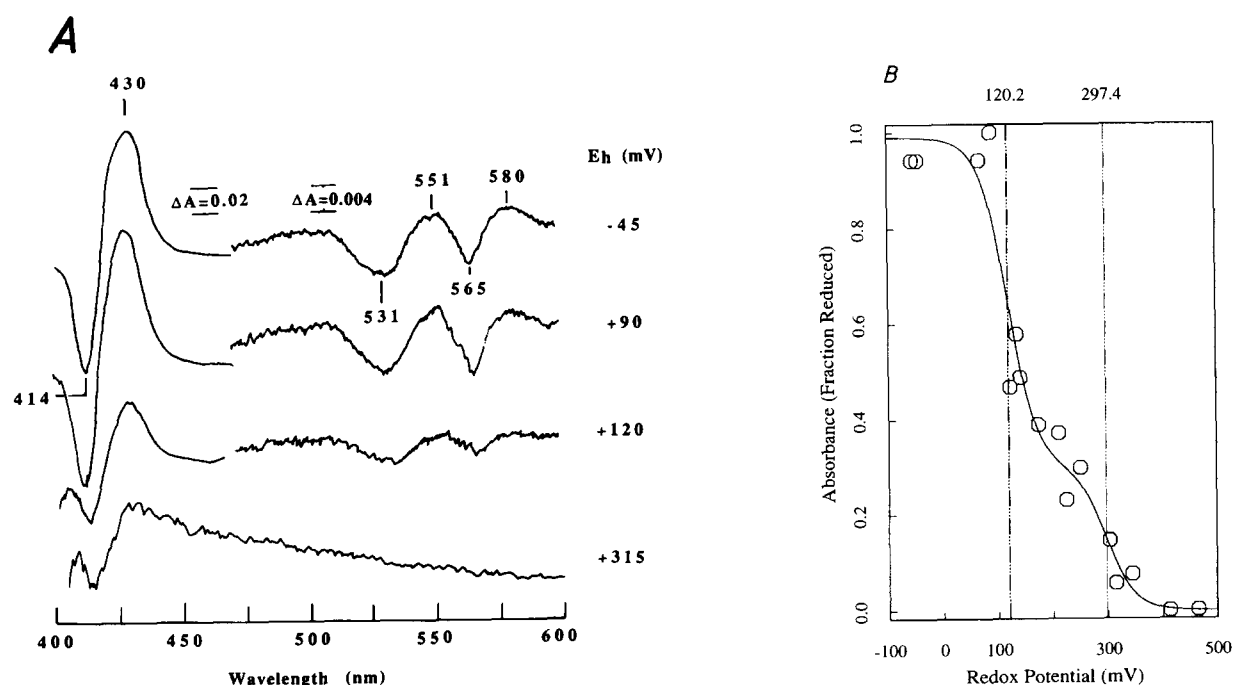 A
430
Eh (mV)
ΔA=0.02
ΔA=0.004
551
580
-45
531
565
+90
414
+120
+315
400 450 500 550 600
Wavelength (nm)
B
120.2 297.4
1.0
0.8
0.6
0.4
0.2
0.0
Absorbance (Fraction Reduced)
-100 0 100 300 500
Redox Potential (mV)